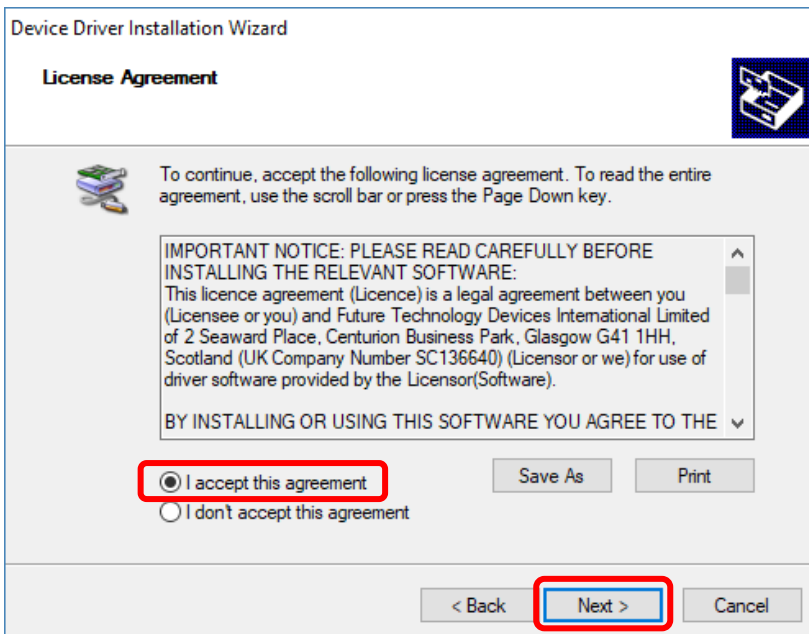 Device Driver Installation Wizard
License Agreement
To continue, accept the following license agreement. To read the entire
agreement, use the scroll bar or press the Page Down key.
IMPORTANT NOTICE: PLEASE READ CAREFULLY BEFORE
INSTALLING THE RELEVANT SOFTWARE:
This licence agreement (Licence) is a legal agreement between you
(Licensee or you) and Future Technology Devices International Limited
of 2 Seaward Place, Centurion Business Park, Glasgow G41 1HH,
Scotland (UK Company Number SC136640) (Licensor or we) for use of
driver software provided by the Licensor(Software).
BY INSTALLING OR USING THIS SOFTWARE YOU AGREE TO THE
I accept this agreement
Save As
Print
I don't accept this agreement
< Back
Next >
Cancel